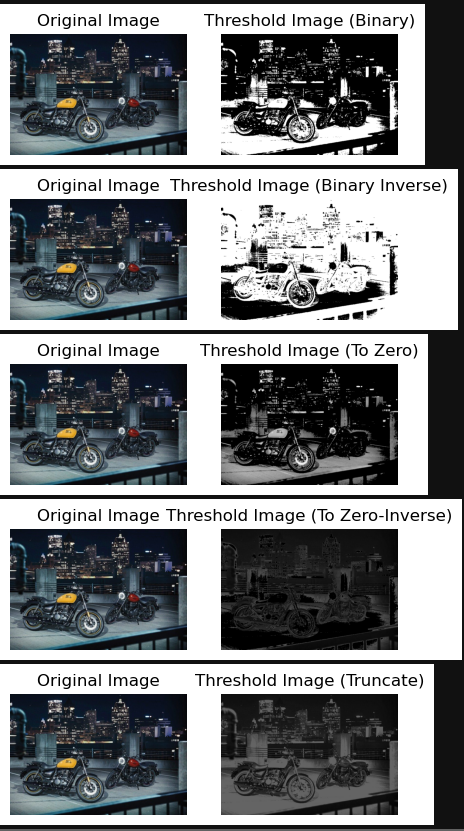 Original Image Threshold Image (Binary)
Original Image Threshold Image (Binary Inverse)
Original Image Threshold Image (To Zero)
Original Image Threshold Image (To Zero-Inverse)
Original Image Threshold Image (Truncate)